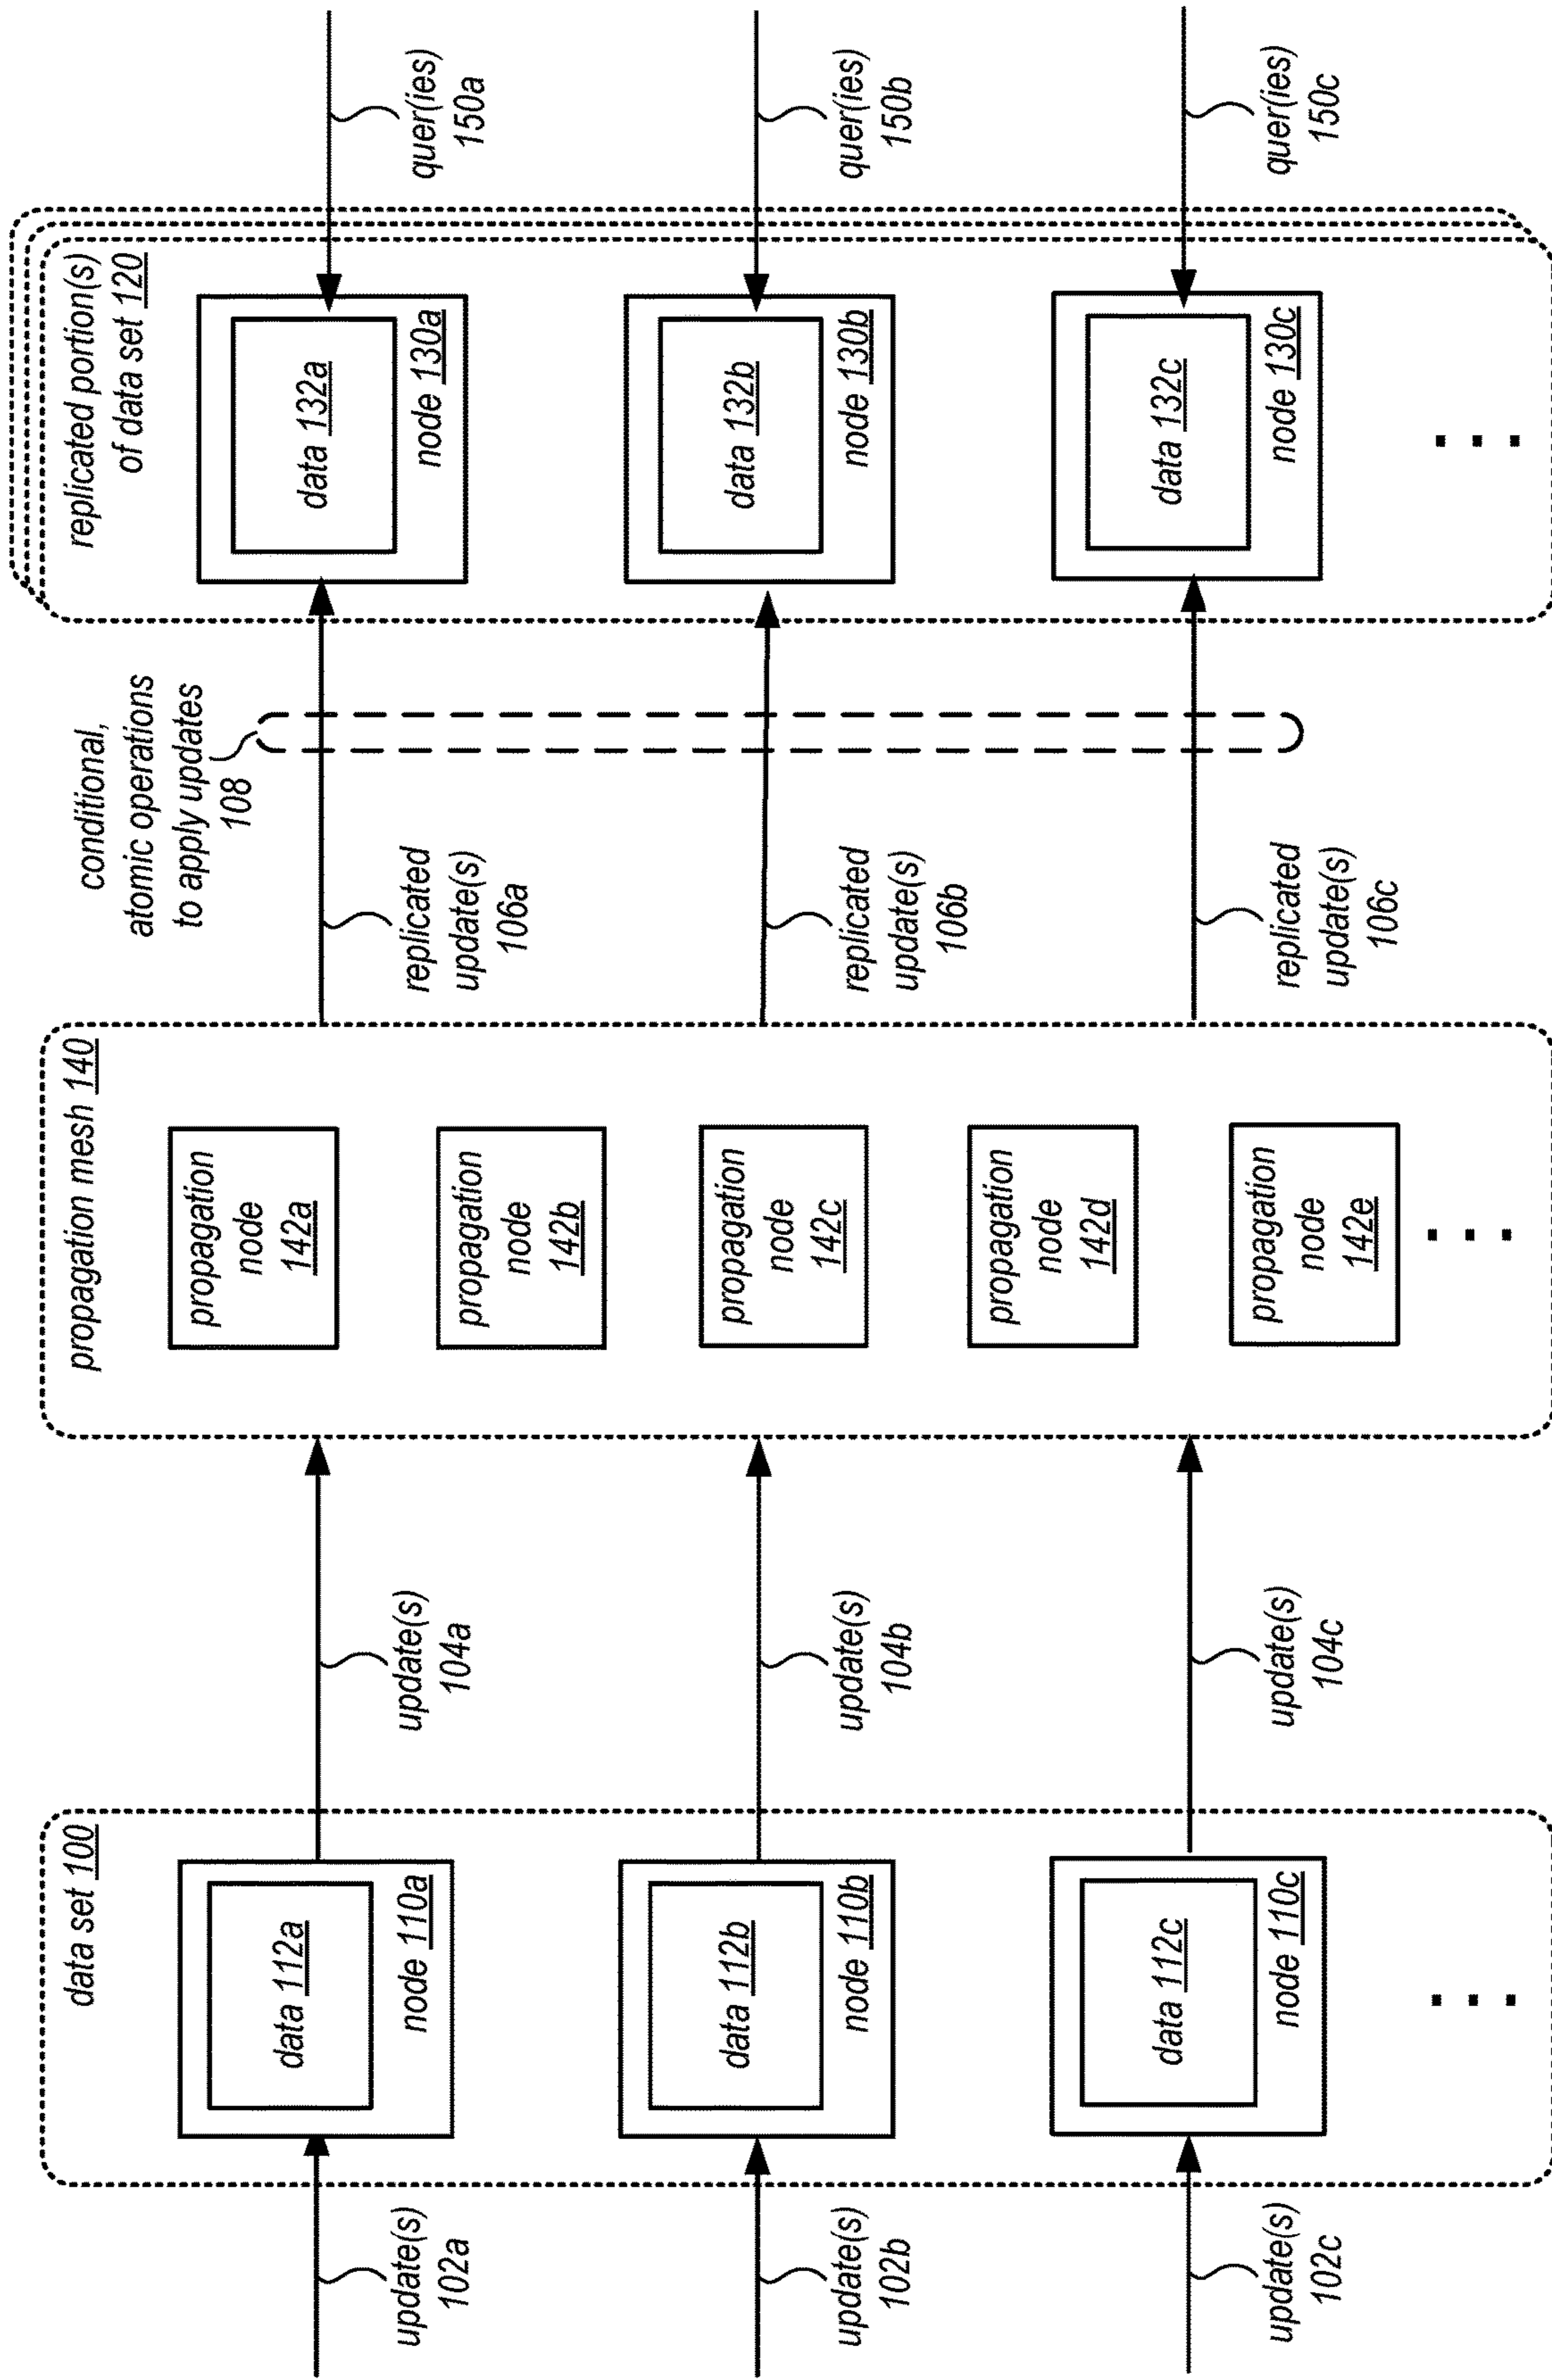 data set 100
data 112a
node 110a
data 112b
node 110b
data 112c
node 110c
update(s)
102a
update(s)
102b
update(s)
102c
update(s)
104a
update(s)
104b
update(s)
104c
propagation mesh 140
propagation
node
142a
propagation
node
142b
propagation
node
142c
propagation
node
142d
propagation
node
142e
conditional,
atomic operations
to apply updates
108
replicated
update(s)
106a
replicated
update(s)
106b
replicated
update(s)
106c
replicated portion(s)
of data set 120
data 132a
node 130a
data 132b
node 130b
data 132c
node 130c
quer(ies)
150a
quer(ies)
150b
quer(ies)
150c